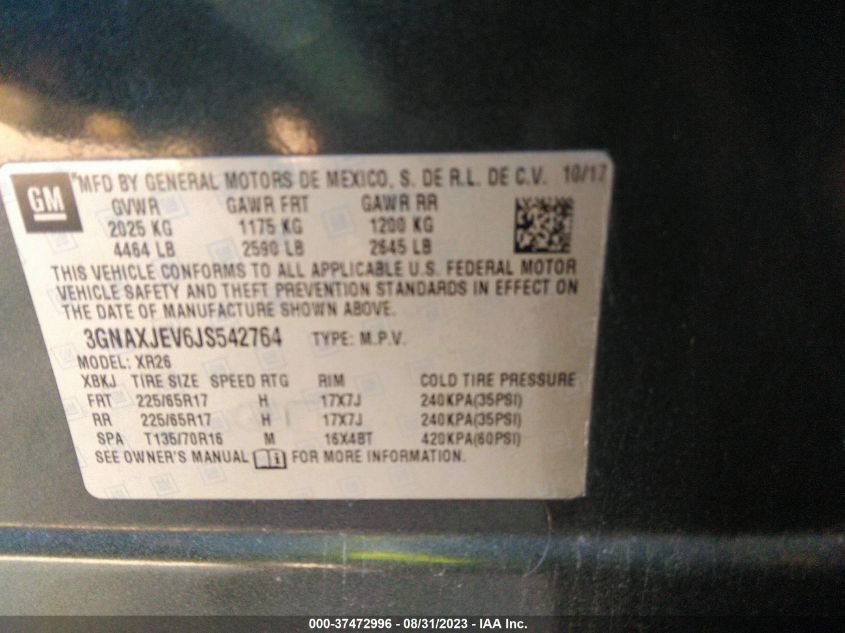 GM
MFD BY GENERAL MOTORS DE MEXICO, S. DE R.L. DE C.V. 10/17
GVWR GAWR FRT GAWR RR
2025 KG 1175 KG 1200 KG
4464 LB 2590 LB 2645 LB
THIS VEHICLE CONFORMS TO ALL APPLICABLE U.S. FEDERAL MOTOR
VEHICLE SAFETY AND THEFT PREVENTION STANDARDS IN EFFECT ON
THE DATE OF MANUFACTURE SHOWN ABOVE.
3GNAXJEV6JS542764 TYPE: M.P.V.
MODEL: XR26
XBKJ TIRE SIZE SPEED RTG RIM COLD TIRE PRESSURE
FRT 225/65R17 H 17X7J 240KPA(35PSI)
RR 225/65R17 H 17X7J 240KPA(35PSI)
SPA T135/70R16 M 16X4BT 420KPA(60PSI)
SEE OWNER'S MANUAL FOR MORE INFORMATION.
000-37472996 - 08/31/2023 - IAA Inc.